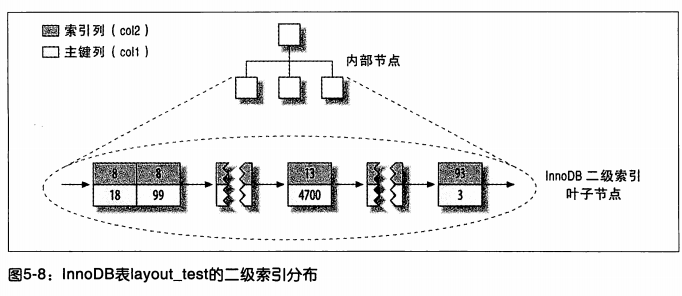 索引列（col2）
主键列（col1）
内部节点
8 8 13 93
18 99 4700 3
InnoDB 二级索引
叶子节点
图5-8：InnoDB表layout_test的二级索引分布